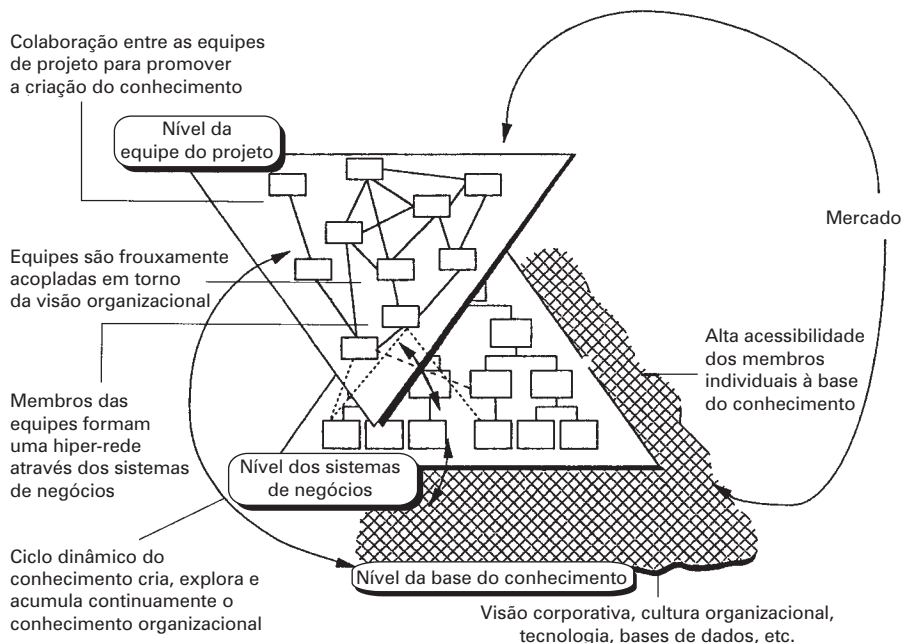 Colaboração entre as equipes
de projeto para promover
a criação do conhecimento
Nível da
equipe do projeto
Mercado
Equipes são frouxamente
acopladas em torno
da visão organizacional
Alta acessibilidade
dos membros
individuais à base
do conhecimento
Membros das
equipes formam
uma hiper-rede
através dos sistemas
de negócios
Nível dos sistemas
de negócios
Ciclo dinâmico do
conhecimento cria, explora e
acumula continuamente o
conhecimento organizacional
Nível da base do conhecimento
Visão corporativa, cultura organizacional,
tecnologia, bases de dados, etc.